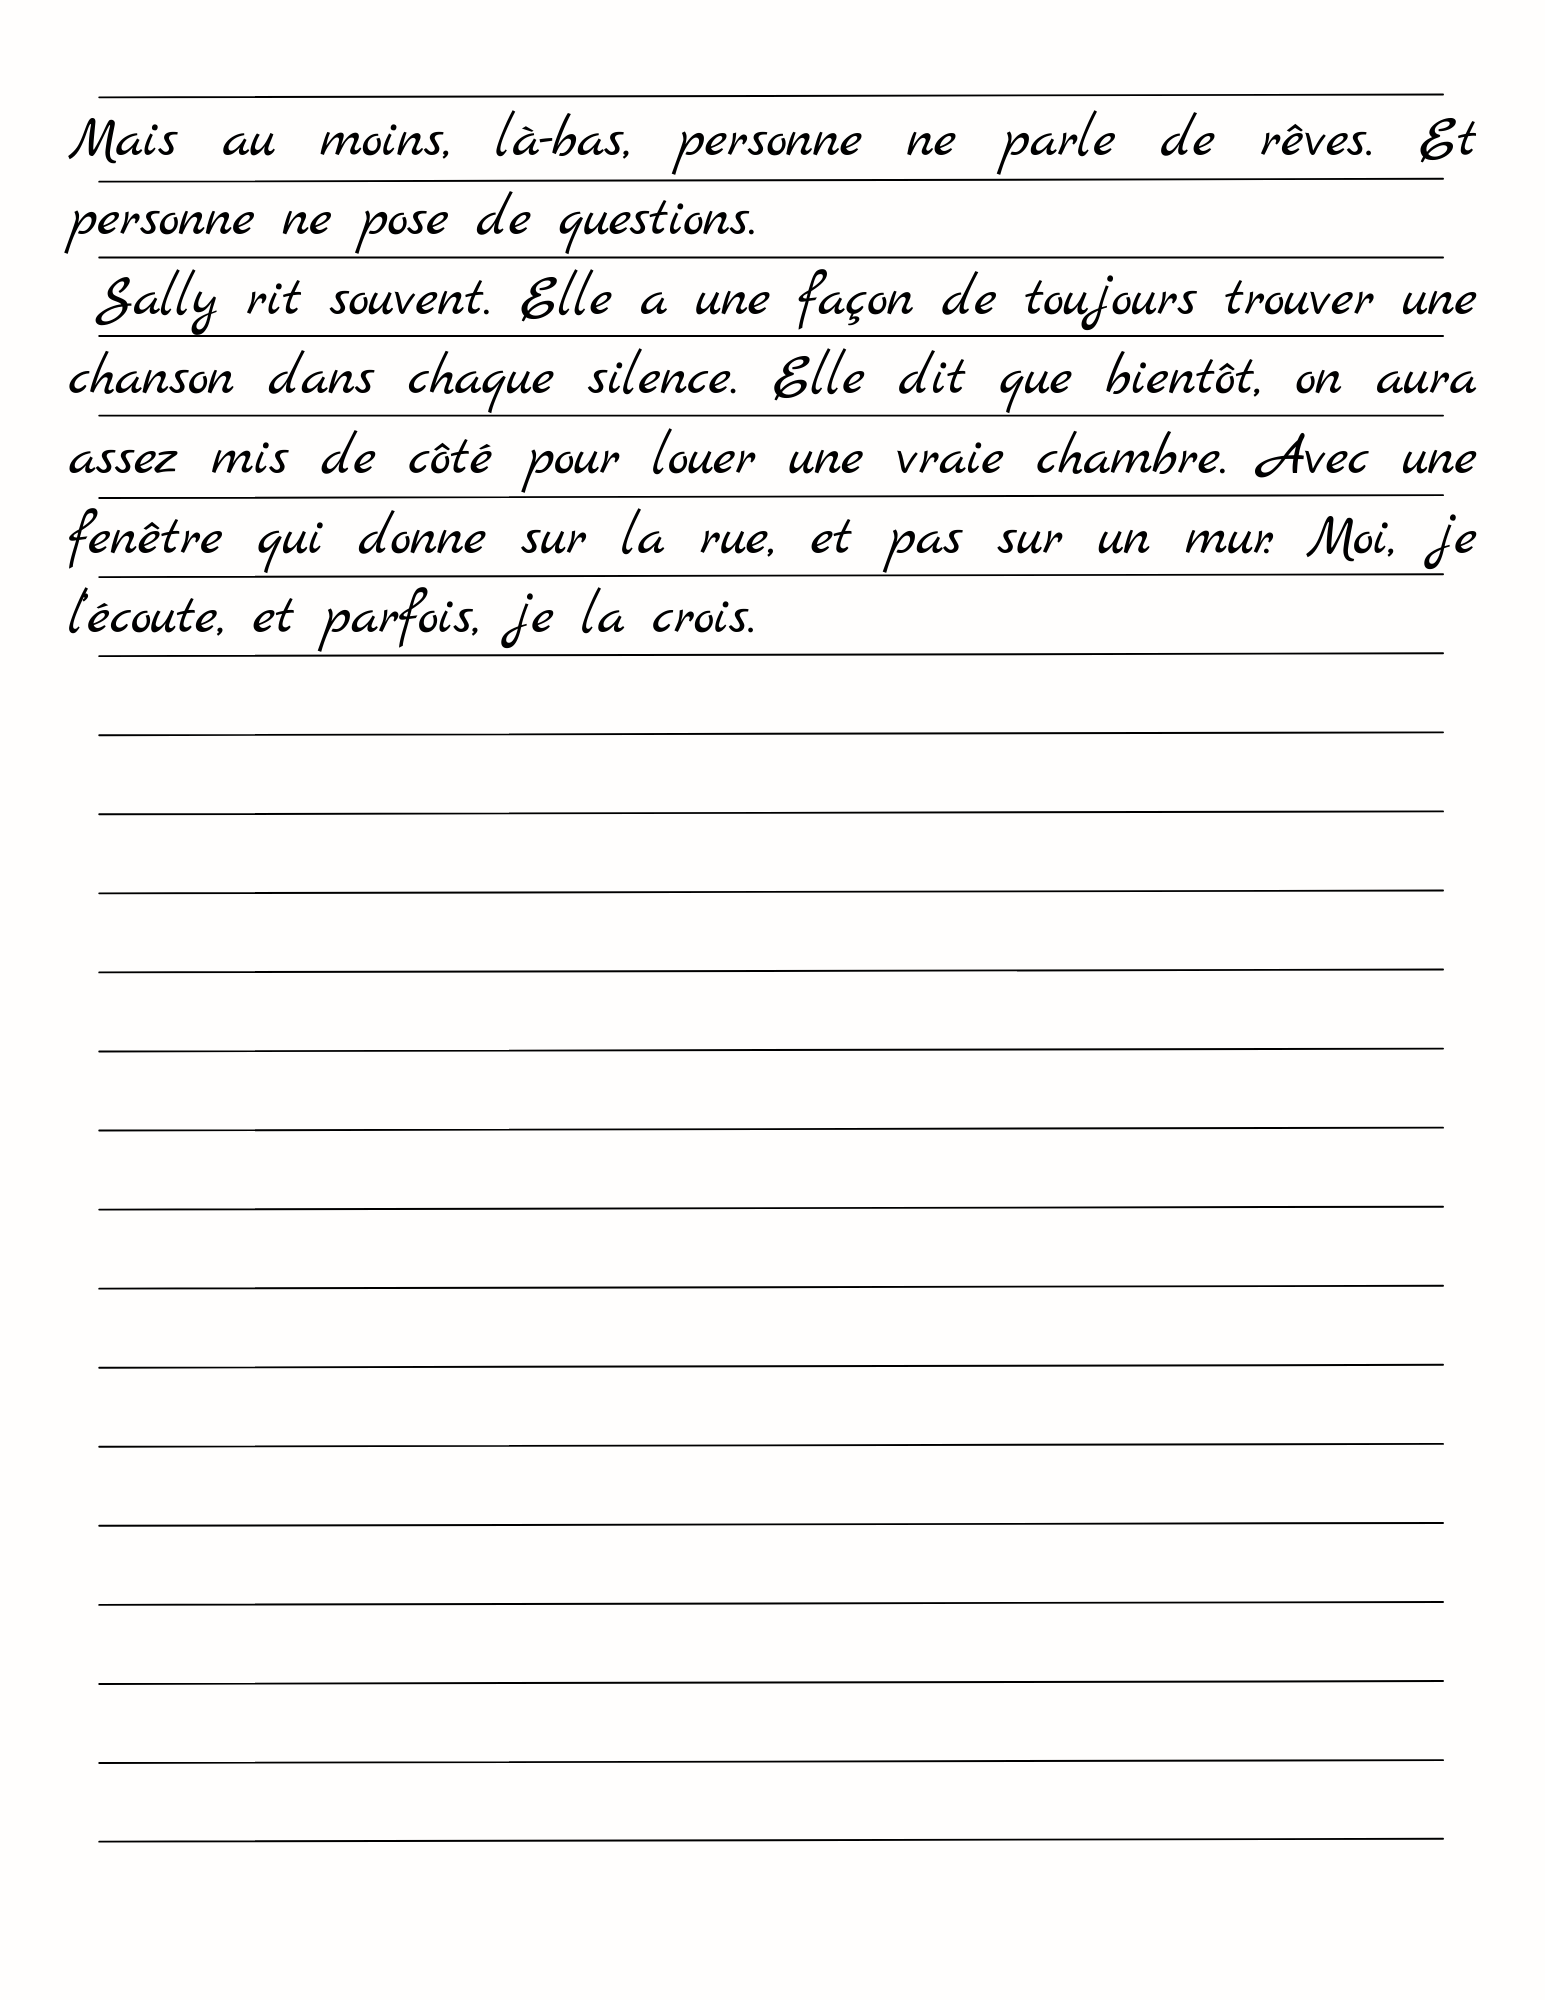 Mais au moins, là-bas, personne ne parle de rêves. Et
personne ne pose de questions.
Sally rit souvent. Elle a une façon de toujours trouver une
chanson dans chaque silence. Elle dit que bientôt, on aura
assez mis de côté pour louer une vraie chambre. Avec une
fenêtre qui donne sur la rue, et pas sur un mur. Moi, je
l'écoute, et parfois, je la crois.